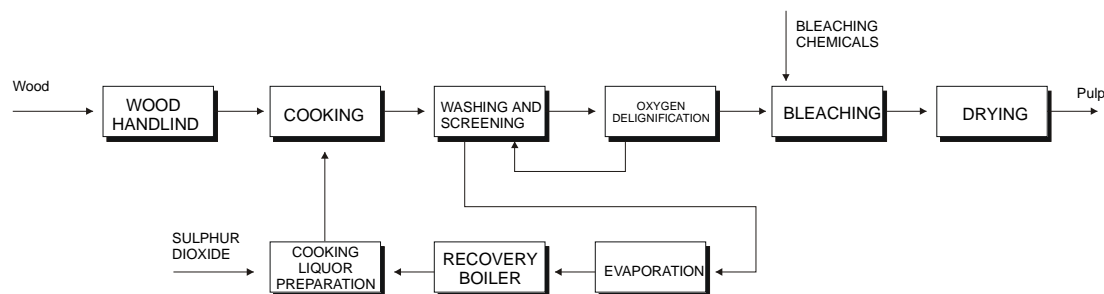 BLEACHING
CHEMICALS
Wood
WOOD
HANDLIND
COOKING
WASHING AND
SCREENING
OXYGEN
DELIGNIFICATION
BLEACHING
DRYING
Pulp
SULPHUR
DIOXIDE
COOKING
LIQUOR
PREPARATION
RECOVERY
BOILER
EVAPORATION